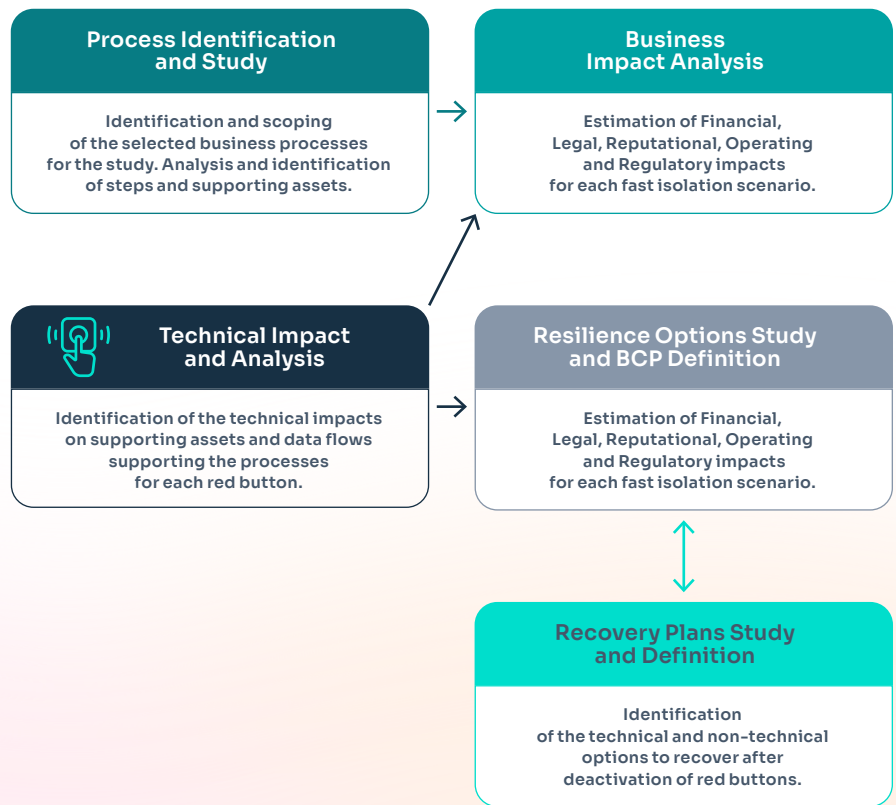 Process Identification
and Study
Identification and scoping
of the selected business processes
for the study. Analysis and identification
of steps and supporting assets.
Business
Impact Analysis
Estimation of Financial,
Legal, Reputational, Operating
and Regulatory impacts
for each fast isolation scenario.
Technical Impact
and Analysis
Identification of the technical impacts
on supporting assets and data flows
supporting the processes
for each red button.
Resilience Options Study
and BCP Definition
Estimation of Financial,
Legal, Reputational, Operating
and Regulatory impacts
for each fast isolation scenario.
Recovery Plans Study
and Definition
Identification
of the technical and non-technical
options to recover after
deactivation of red buttons.